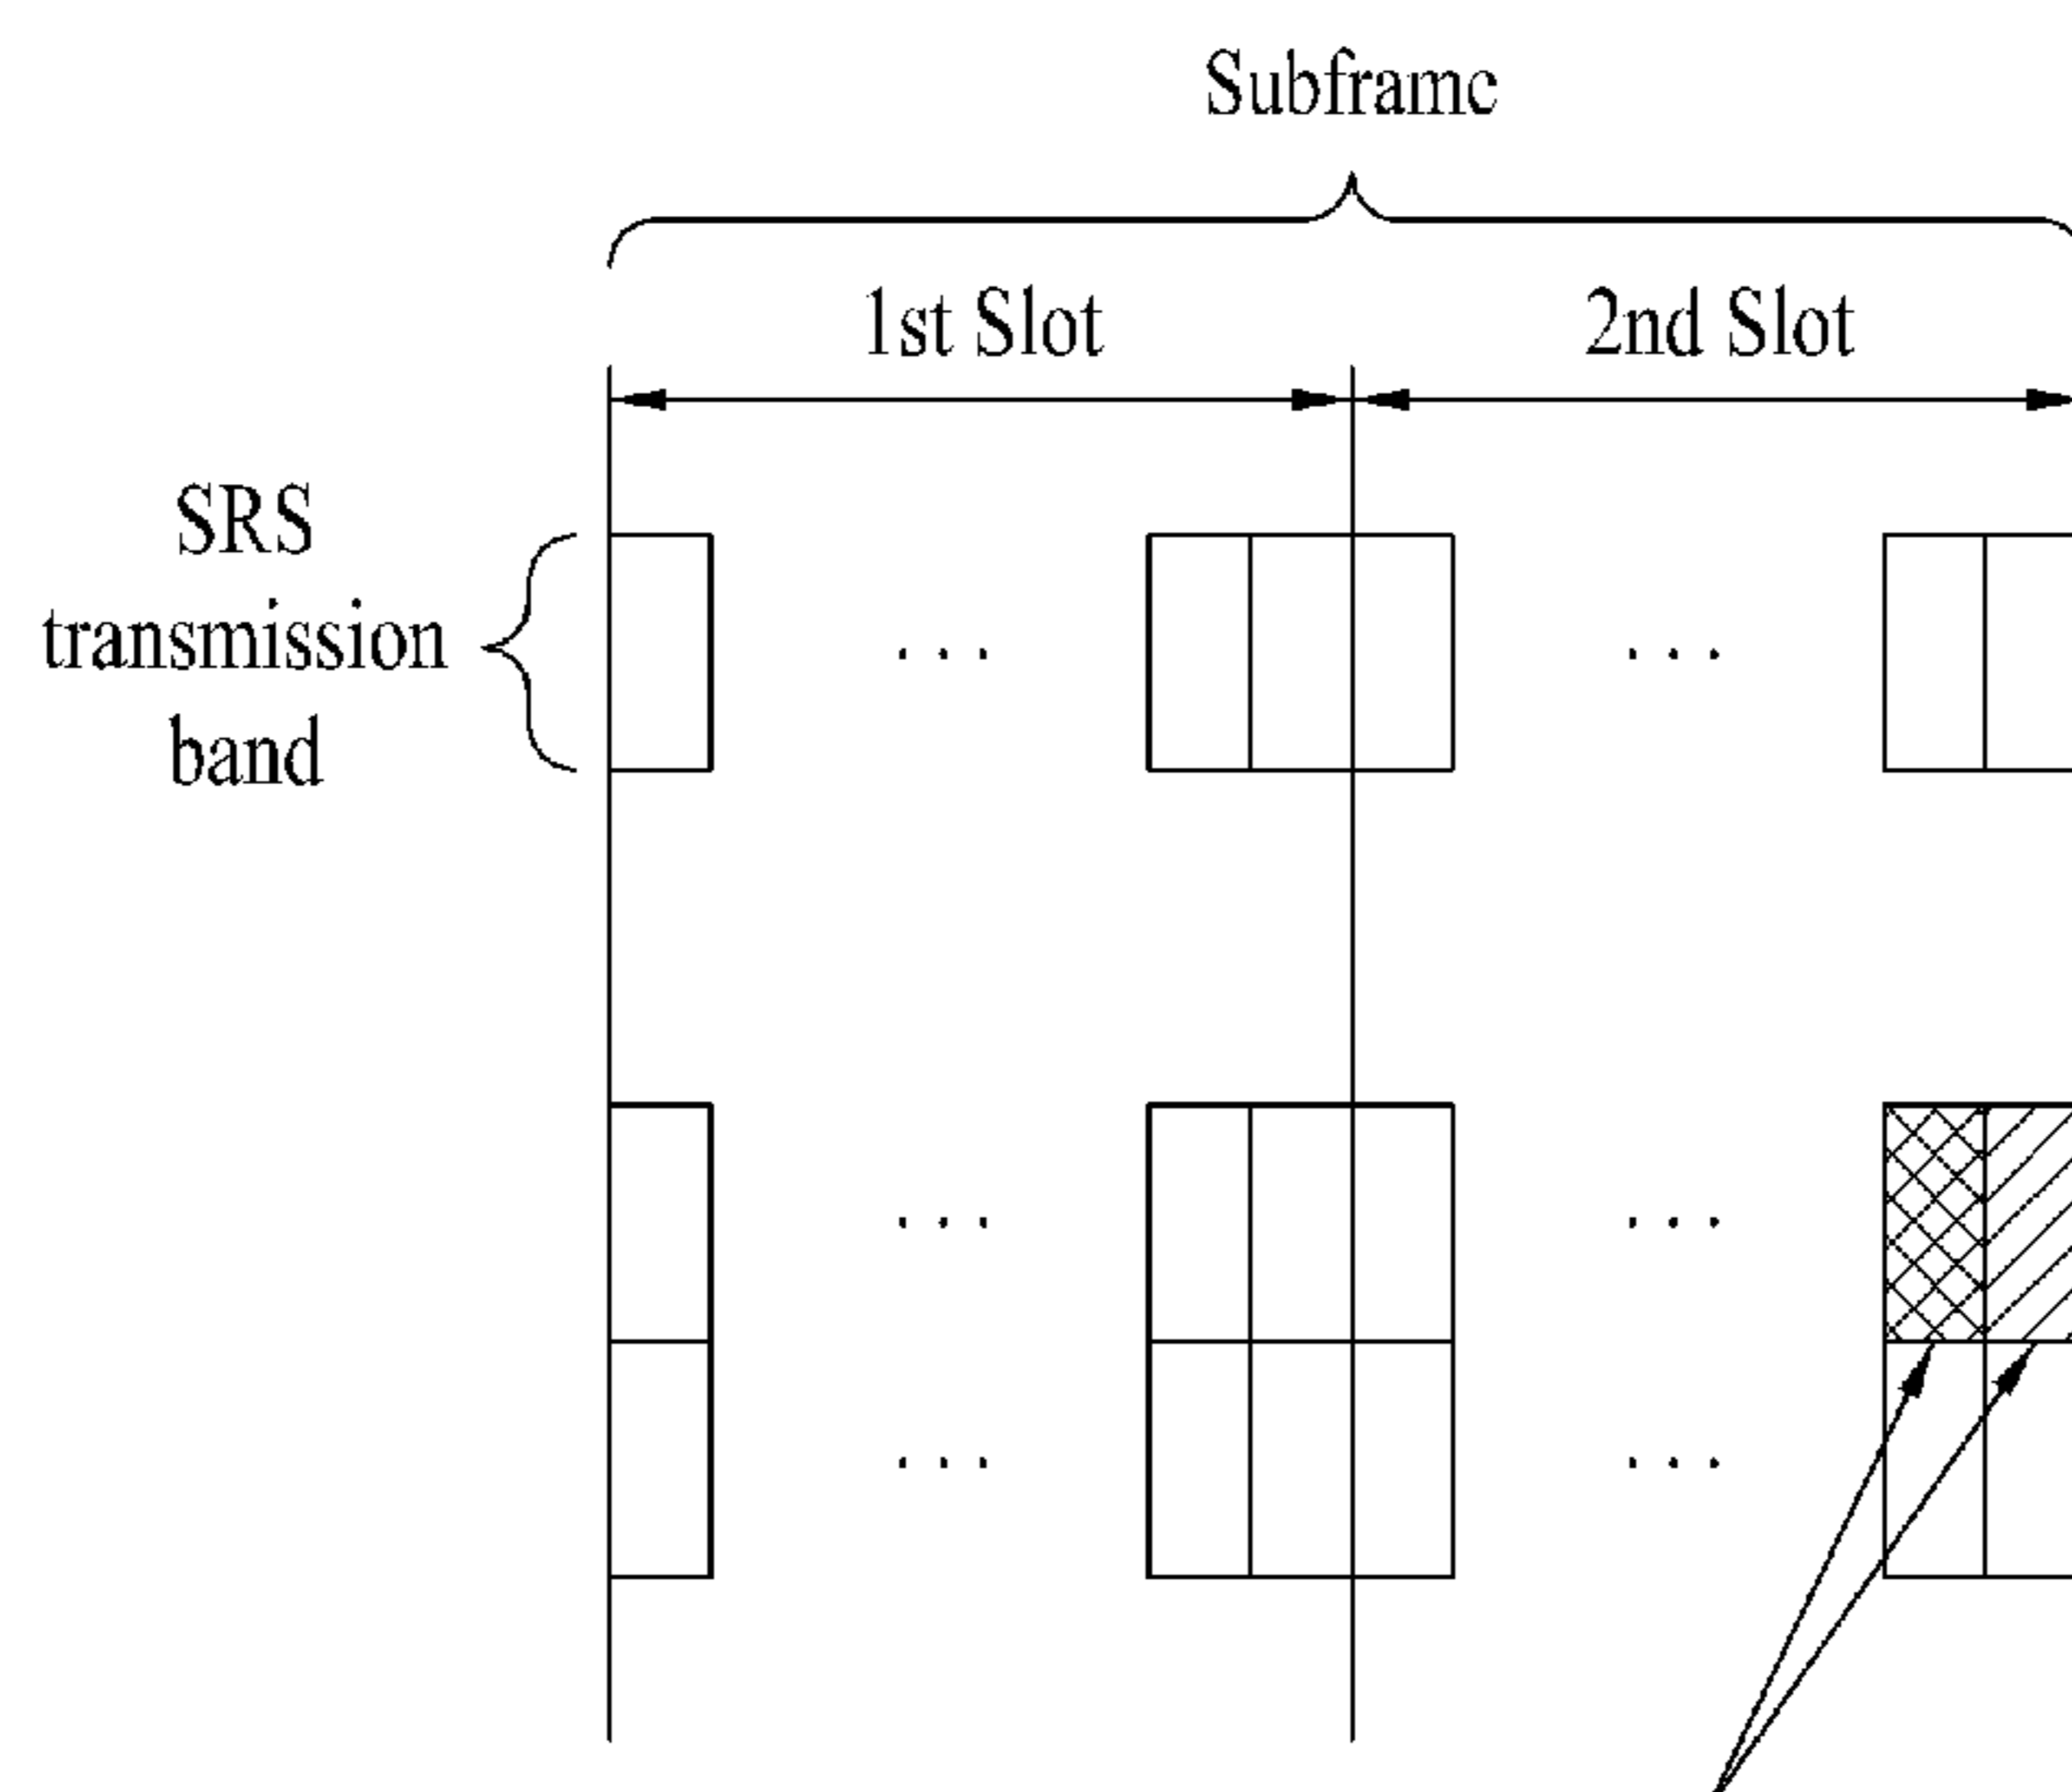 Subframe
1st Slot
2nd Slot
SRS
transmission
band
. . .
. . .
. . .
. . .
. . .
. . .